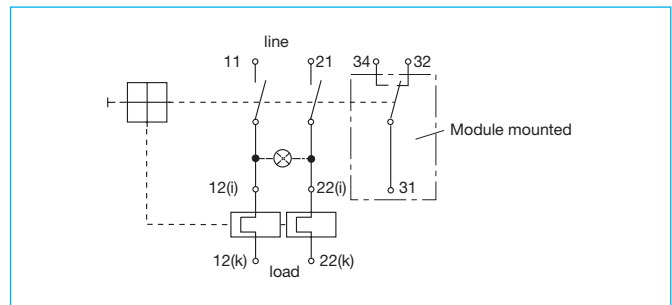 line
11 21 34 32
Module mounted
12(i) 22(i) 31
12(k) 22(k)
load